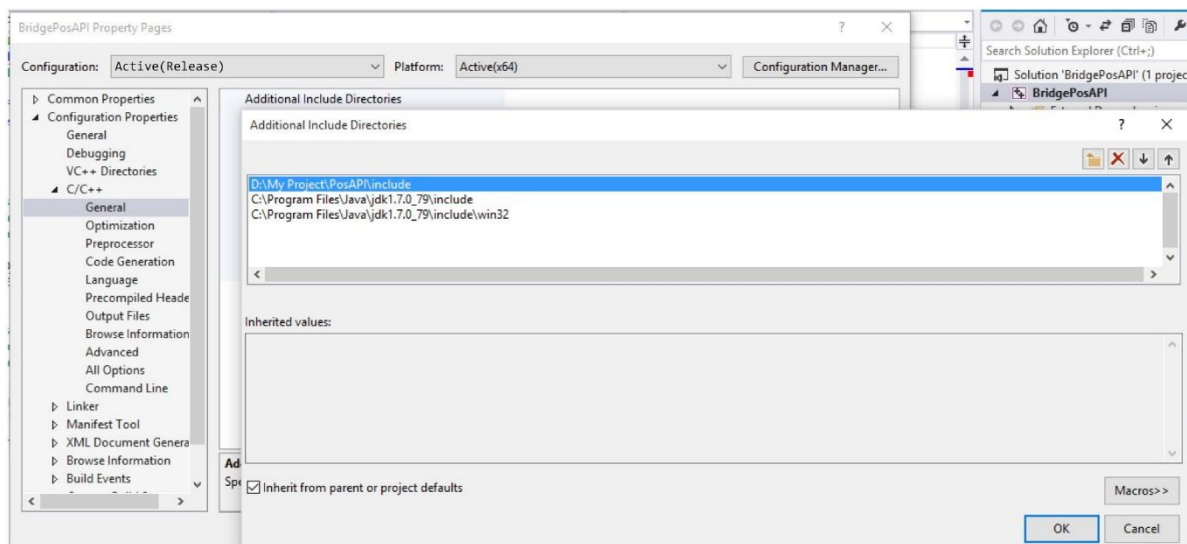 BridgePosAPI Property Pages
Configuration: Active(Release) Platform: Active(x64) Configuration Manager...
Common Properties
Configuration Properties
General
Debugging
VC++ Directories
C/C++
General
Optimization
Preprocessor
Code Generation
Language
Precompiled Heade
Output Files
Browse Information
Advanced
All Options
Command Line
Linker
Manifest Tool
XML Document Genera
Browse Information
Build Events
Additional Include Directories
Ad
Spe
Additional Include Directories
D:\My Project\PosAPI\include
C:\Program Files\Java\jdk1.7.0_79\include
C:\Program Files\Java\jdk1.7.0_79\include\win32
Inherited values:
Inherit from parent or project defaults
Macros>>
OK Cancel
Search Solution Explorer (Ctrl+;)
Solution 'BridgePosAPI' (1 projec
BridgePosAPI